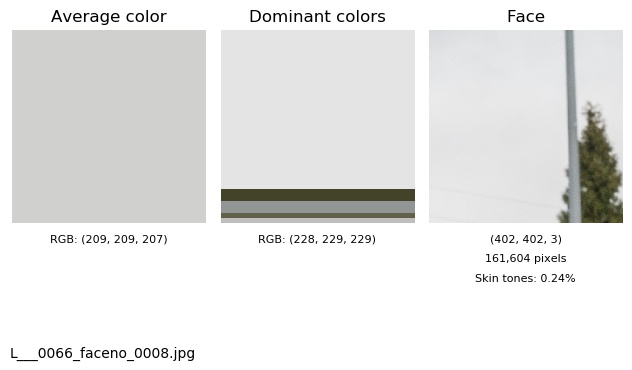 Average color
Dominant colors
Face
RGB: (209, 209, 207)
RGB: (228, 229, 229)
(402, 402, 3)
161,604 pixels
Skin tones: 0.24%
L___0066_faceno_0008.jpg